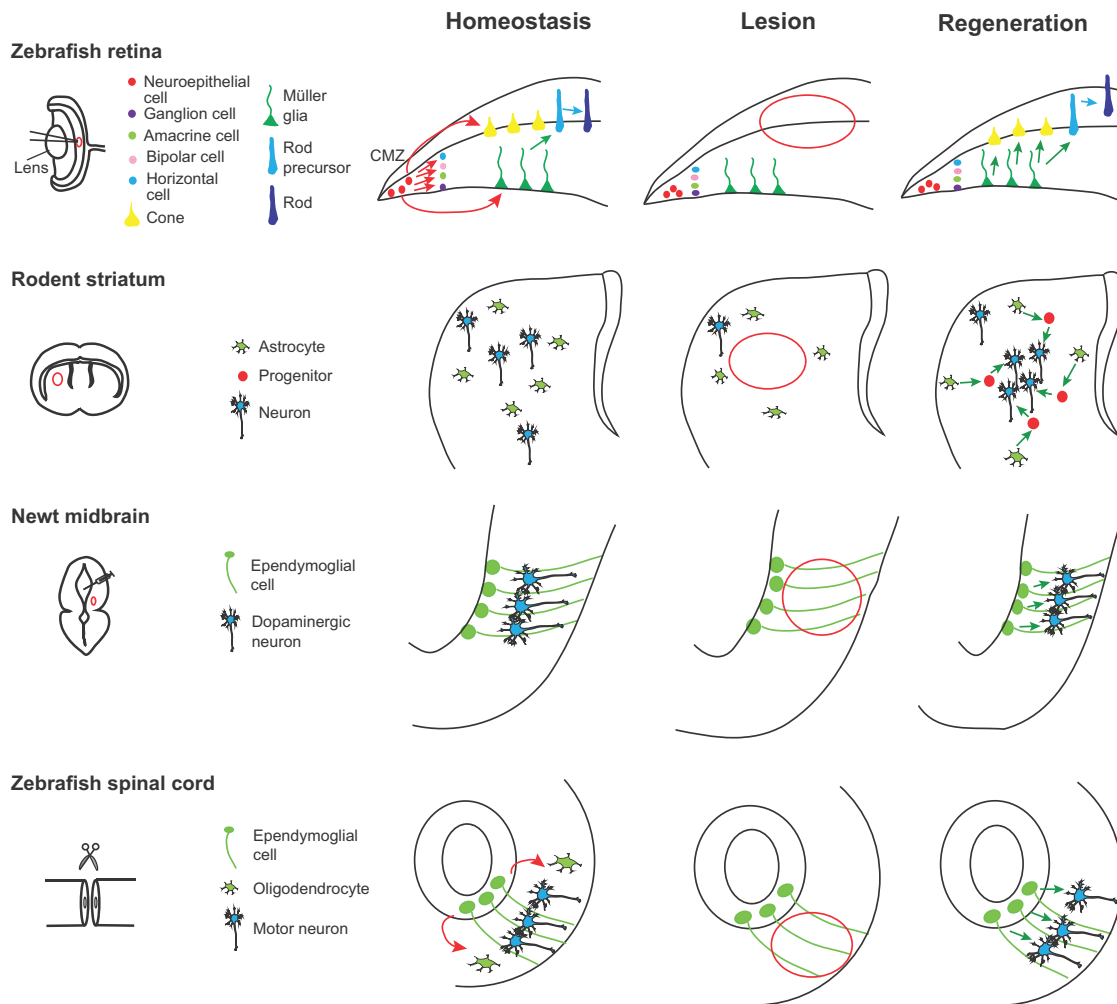 Homeostasis
Lesion
Regeneration
Zebrafish retina
Lens
Neuroepithelial
cell
Ganglion cell
Amacrine cell
Bipolar cell
Horizontal
cell
Cone
Müller
glia
Rod
precursor
Rod
CMZ
Rodent striatum
Astrocyte
Progenitor
Neuron
Newt midbrain
Ependymoglial
cell
Dopaminergic
neuron
Zebrafish spinal cord
Ependymoglial
cell
Oligodendrocyte
Motor neuron